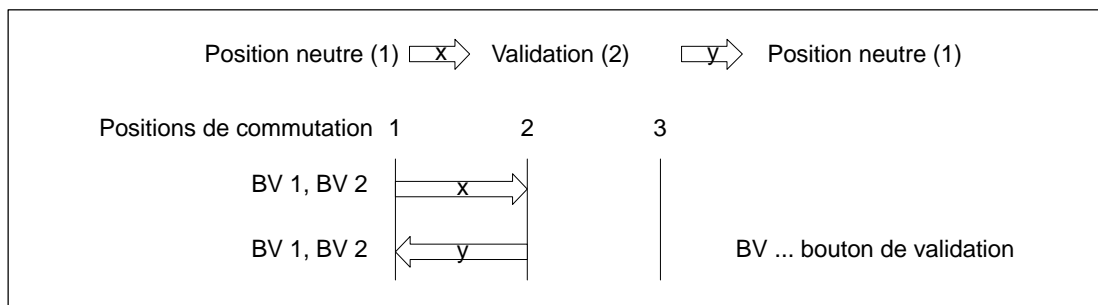 Position neutre (1) x Validation (2) y Position neutre (1)
Positions de commutation 1 2 3
BV 1, BV 2 x
BV 1, BV 2 y BV ... bouton de validation